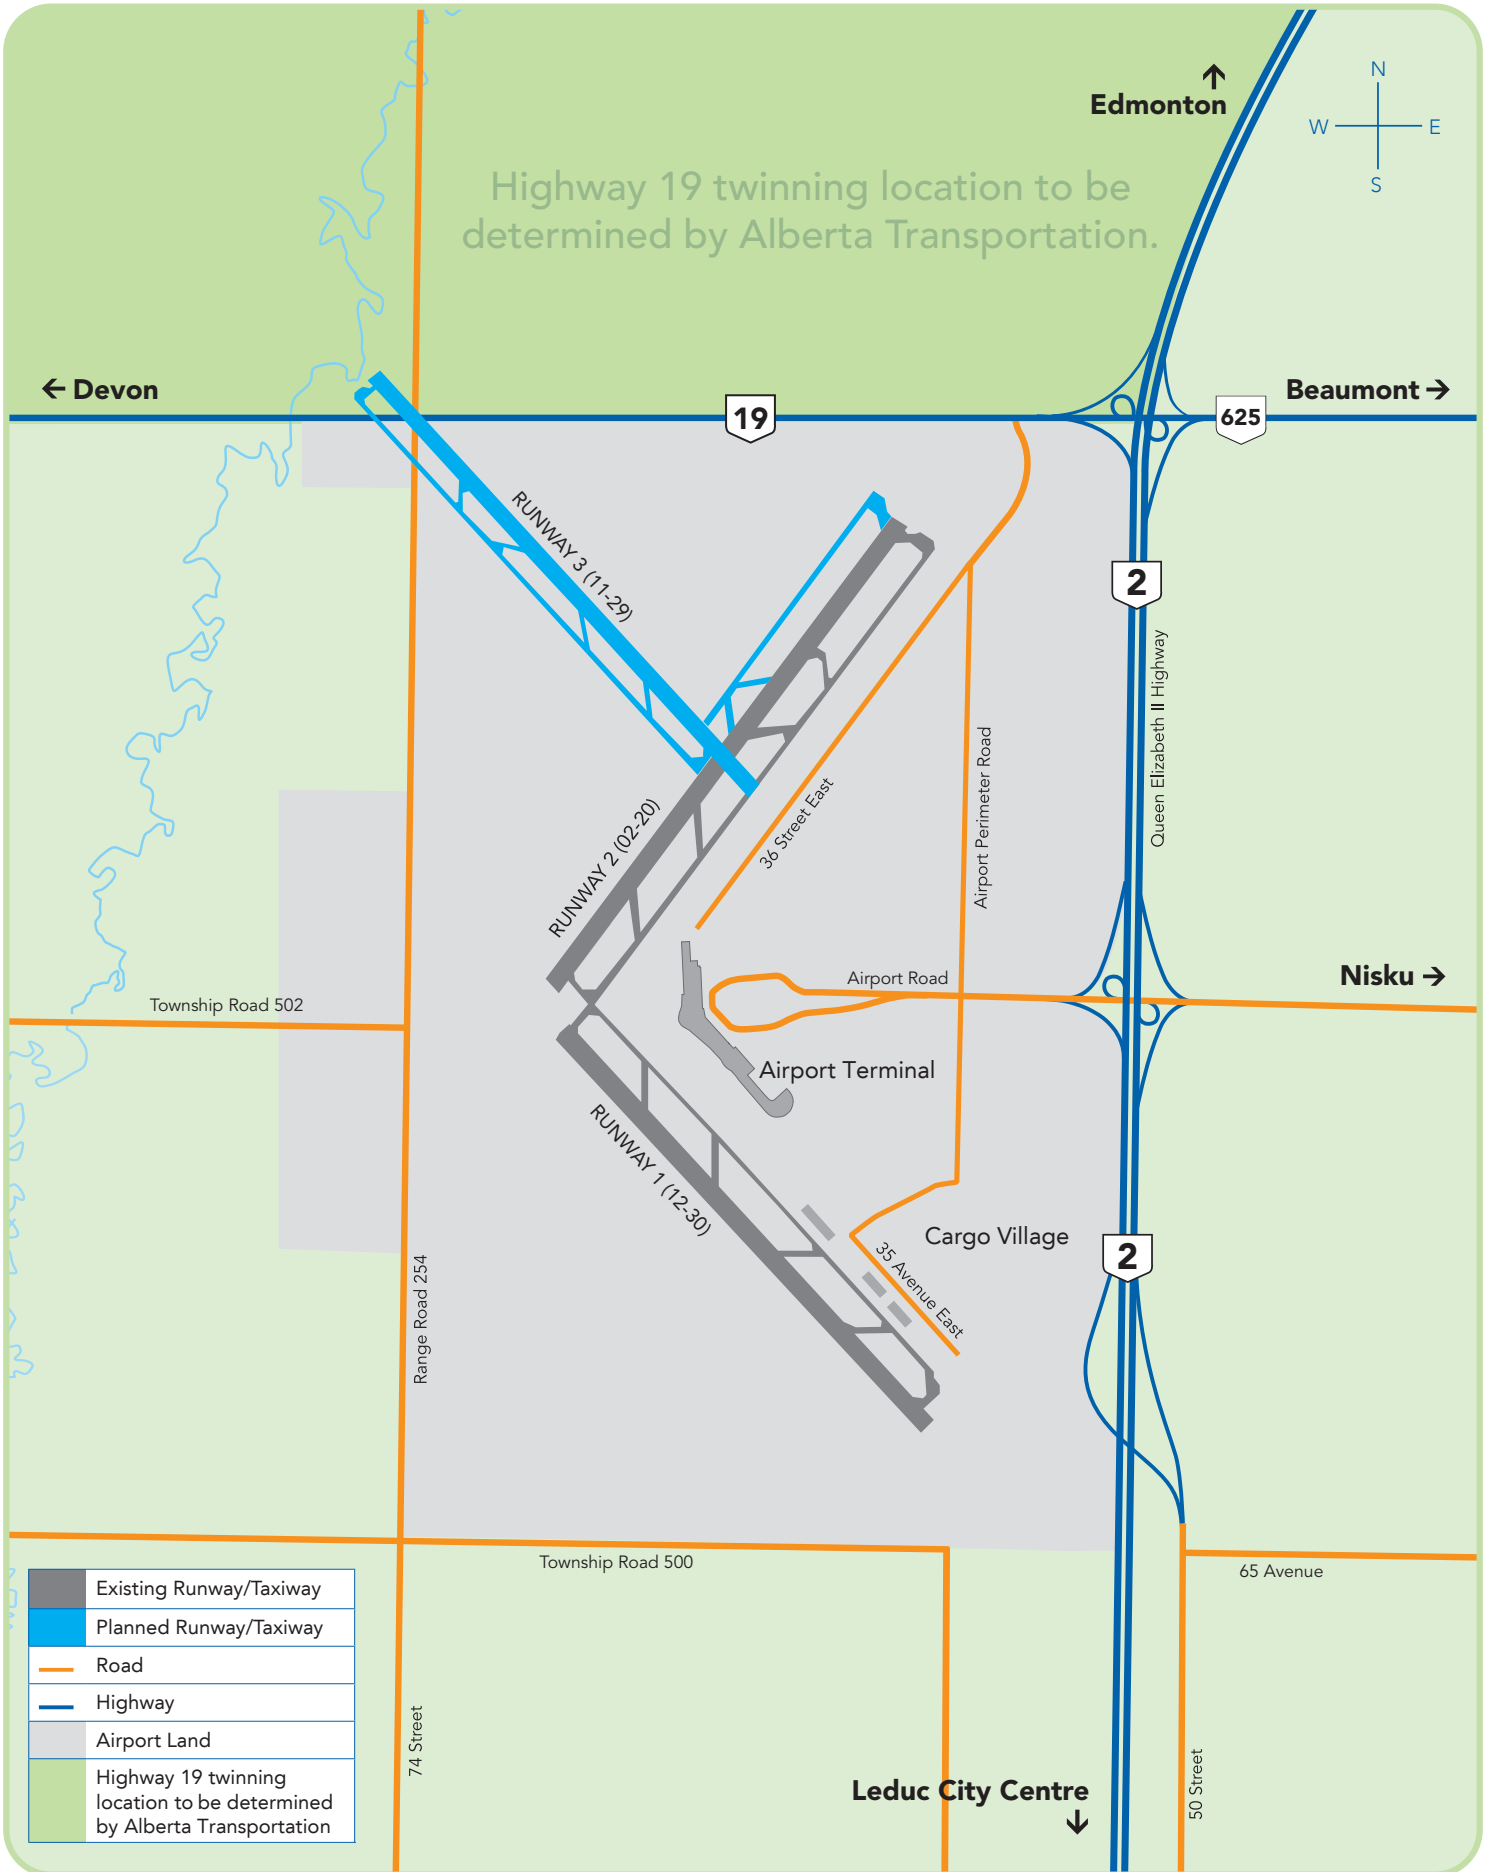 Edmonton
N
W
E
S
Highway 19 twinning location to be
determined by Alberta Transportation.
Devon
19
Beaumont
625
RUNWAY 3 (11-29)
2
Queen Elizabeth II Highway
Airport Perimeter Road
36 Street East
RUNWAY 2 (02-20)
Airport Road
Nisku
Township Road 502
Airport Terminal
RUNWAY 1 (12-30)
Cargo Village
35 Avenue East
2
Range Road 254
Township Road 500
65 Avenue
Existing Runway/Taxiway
Planned Runway/Taxiway
Road
Highway
Airport Land
Highway 19 twinning
location to be determined
by Alberta Transportation
74 Street
Leduc City Centre
50 Street